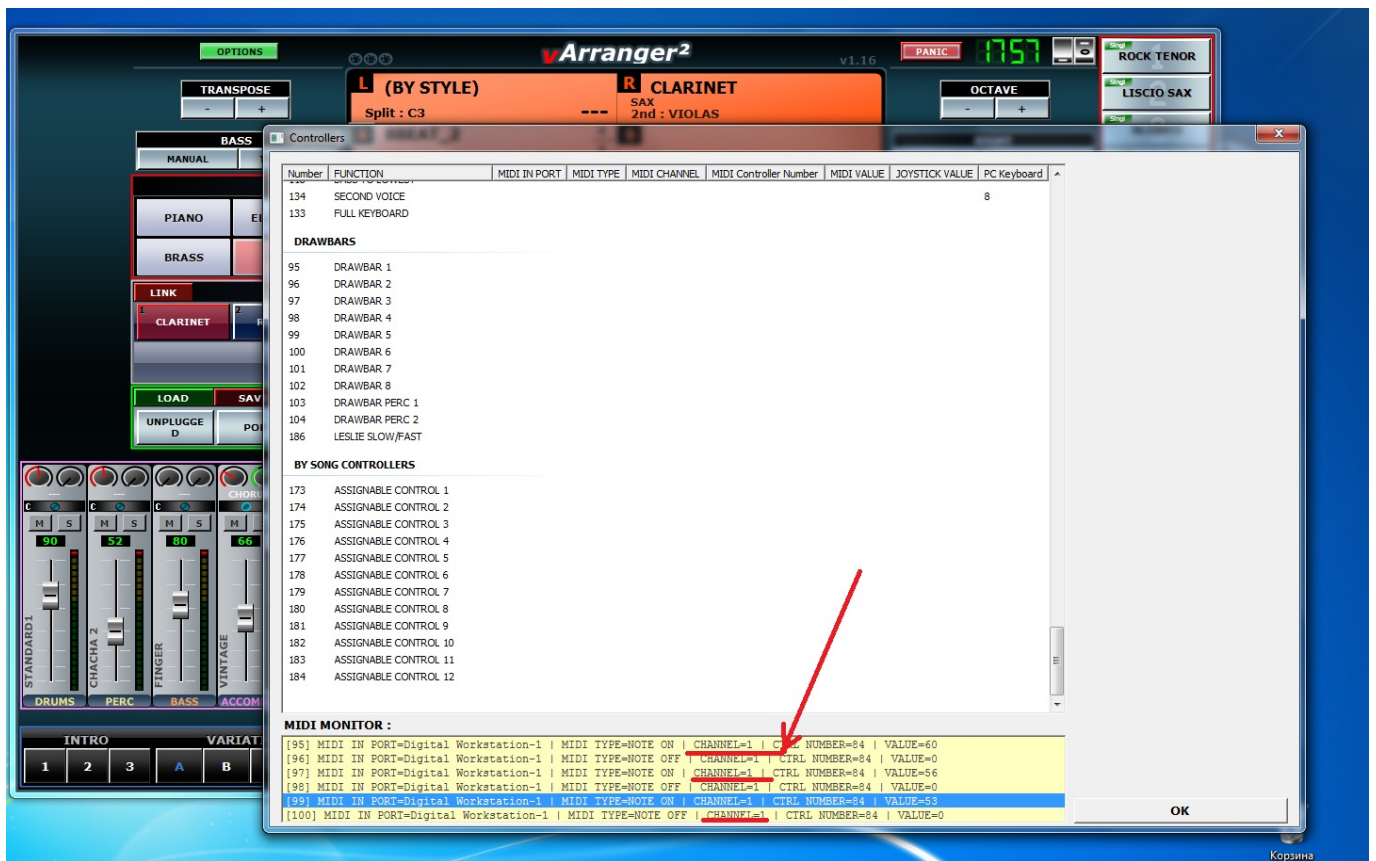 OPTIONS
vArranger²
v1.16
PANIC
1757
Singl
ROCK TENOR
1
TRANSPOSE
- +
L (BY STYLE)
Split : C3
---
R CLARINET
SAX
2nd : VIOLAS
OCTAVE
- +
Singl
LISCIO SAX
2
Singl
BASS
MANUAL
Controllers
Number FUNCTION MIDI IN PORT MIDI TYPE MIDI CHANNEL MIDI Controller Number MIDI VALUE JOYSTICK VALUE PC Keyboard
134 SECOND VOICE 8
133 FULL KEYBOARD
DRAWBARS
95 DRAWBAR 1
96 DRAWBAR 2
97 DRAWBAR 3
98 DRAWBAR 4
99 DRAWBAR 5
100 DRAWBAR 6
101 DRAWBAR 7
102 DRAWBAR 8
103 DRAWBAR PERC 1
104 DRAWBAR PERC 2
186 LESLIE SLOW/FAST
BY SONG CONTROLLERS
173 ASSIGNABLE CONTROL 1
174 ASSIGNABLE CONTROL 2
175 ASSIGNABLE CONTROL 3
176 ASSIGNABLE CONTROL 4
177 ASSIGNABLE CONTROL 5
178 ASSIGNABLE CONTROL 6
179 ASSIGNABLE CONTROL 7
180 ASSIGNABLE CONTROL 8
181 ASSIGNABLE CONTROL 9
182 ASSIGNABLE CONTROL 10
183 ASSIGNABLE CONTROL 11
184 ASSIGNABLE CONTROL 12
MIDI MONITOR :
[95] MIDI IN PORT=Digital Workstation-1 | MIDI TYPE=NOTE ON | CHANNEL=1 | CTRL NUMBER=84 | VALUE=60
[96] MIDI IN PORT=Digital Workstation-1 | MIDI TYPE=NOTE OFF | CHANNEL=1 | CTRL NUMBER=84 | VALUE=0
[97] MIDI IN PORT=Digital Workstation-1 | MIDI TYPE=NOTE ON | CHANNEL=1 | CTRL NUMBER=84 | VALUE=56
[98] MIDI IN PORT=Digital Workstation-1 | MIDI TYPE=NOTE OFF | CHANNEL=1 | CTRL NUMBER=84 | VALUE=0
[99] MIDI IN PORT=Digital Workstation-1 | MIDI TYPE=NOTE ON | CHANNEL=1 | CTRL NUMBER=84 | VALUE=53
[100] MIDI IN PORT=Digital Workstation-1 | MIDI TYPE=NOTE OFF | CHANNEL=1 | CTRL NUMBER=84 | VALUE=0
OK
PIANO
BRASS
LINK
1 CLARINET 2
LOAD SAV
UNPLUGGE
D
PO
---
---
---
CHORU
C C C
M S M S M S M
90 52 80 66
STANDARD1
CHACHA 2
FINGER
VINTAGE
DRUMS PERC BASS ACCOM
INTRO VARIAT
1 2 3 A B
Корзина